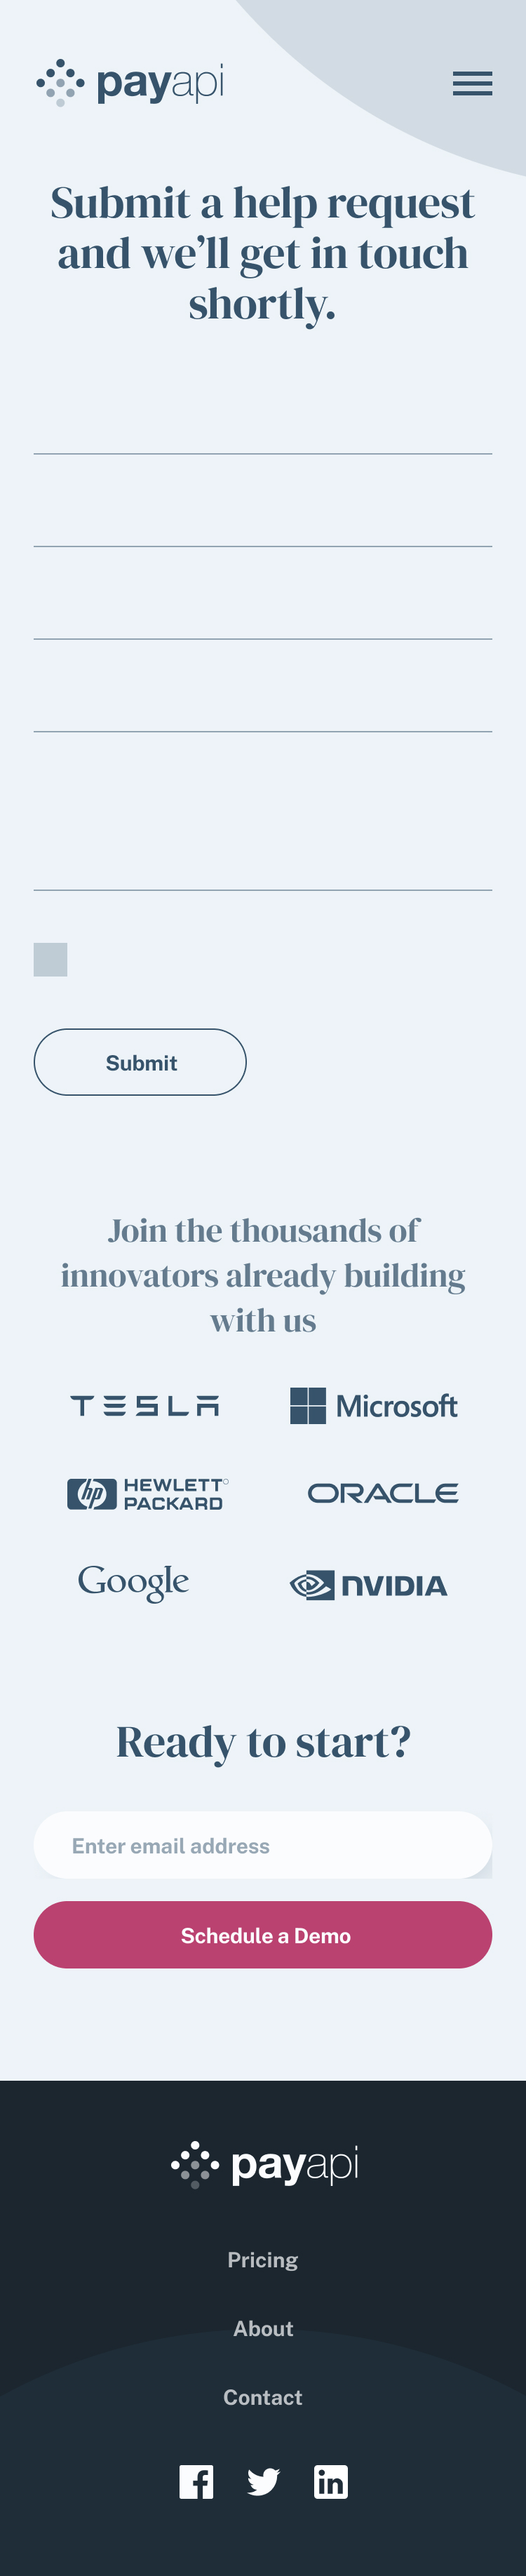 payapi
Submit a help request
and we’ll get in touch
shortly.
Submit
Join the thousands of
innovators already building
with us
TESLA
Microsoft
hp HEWLETT
PACKARD
ORACLE
Google
NVIDIA
Ready to start?
Enter email address
Schedule a Demo
payapi
Pricing
About
Contact
f
in